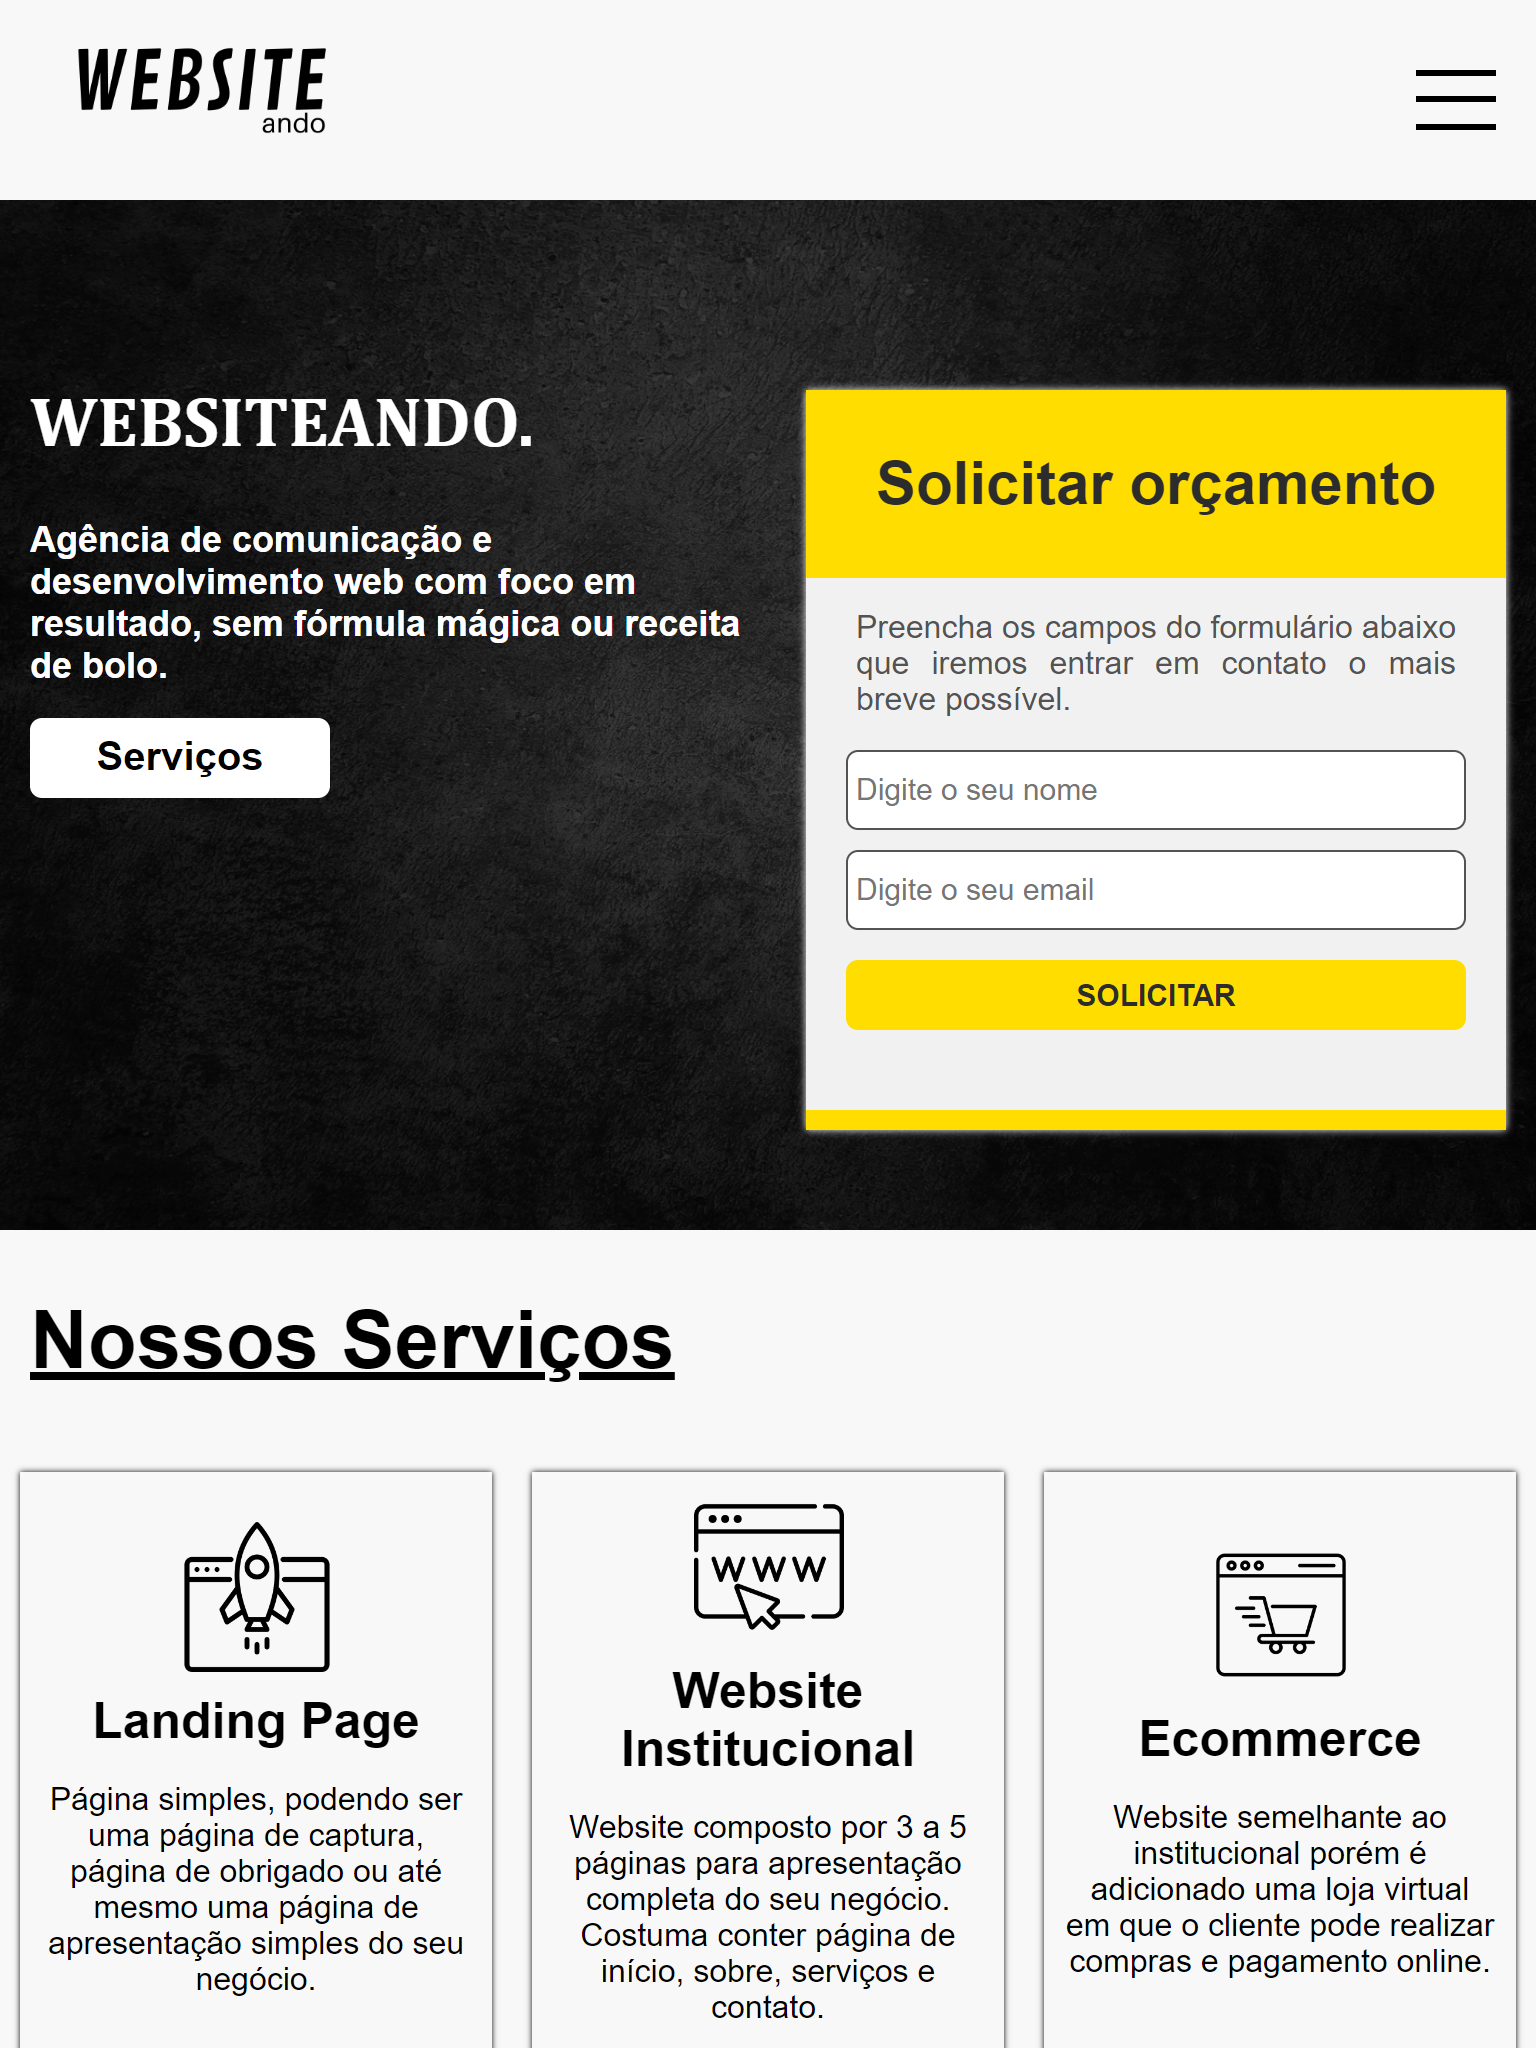 WEBSITE
ando
WEBSITEANDO.
Agência de comunicação e
desenvolvimento web com foco em
resultado, sem fórmula mágica ou receita
de bolo.
Serviços
Solicitar orçamento
Preencha os campos do formulário abaixo
que iremos entrar em contato o mais
breve possível.
Digite o seu nome
Digite o seu email
SOLICITAR
Nossos Serviços
Landing Page
Página simples, podendo ser
uma página de captura,
página de obrigado ou até
mesmo uma página de
apresentação simples do seu
negócio.
WWW
Website
Institucional
Website composto por 3 a 5
páginas para apresentação
completa do seu negócio.
Costuma conter página de
início, sobre, serviços e
contato.
Ecommerce
Website semelhante ao
institucional porém é
adicionado uma loja virtual
em que o cliente pode realizar
compras e pagamento online.